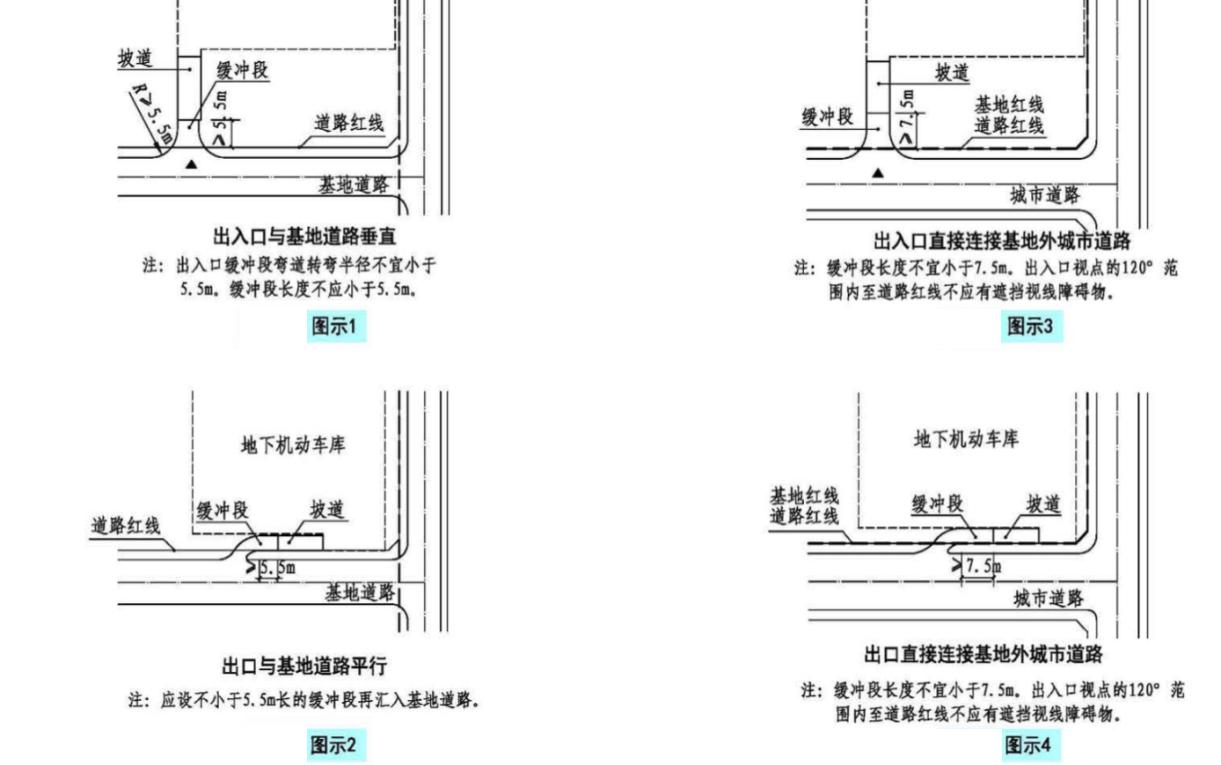 坡道
缓冲段
R≥5.5m
≥5.5m
道路红线
基地道路
出入口与基地道路垂直
注：出入口缓冲段弯道转弯半径不宜小于
5.5m。缓冲段长度不应小于5.5m。
图示1
坡道
缓冲段
≥7.5m
基地红线
道路红线
城市道路
出入口直接连接基地外城市道路
注：缓冲段长度不宜小于7.5m。出入口视点的120° 范
围内至道路红线不应有遮挡视线障碍物。
图示3
地下机动车库
缓冲段
坡道
道路红线
≥5.5m
基地道路
出口与基地道路平行
注：应设不小于5.5m长的缓冲段再汇入基地道路。
图示2
地下机动车库
基地红线
道路红线
缓冲段
坡道
≥7.5m
城市道路
出口直接连接基地外城市道路
注：缓冲段长度不宜小于7.5m。出入口视点的120° 范
围内至道路红线不应有遮挡视线障碍物。
图示4